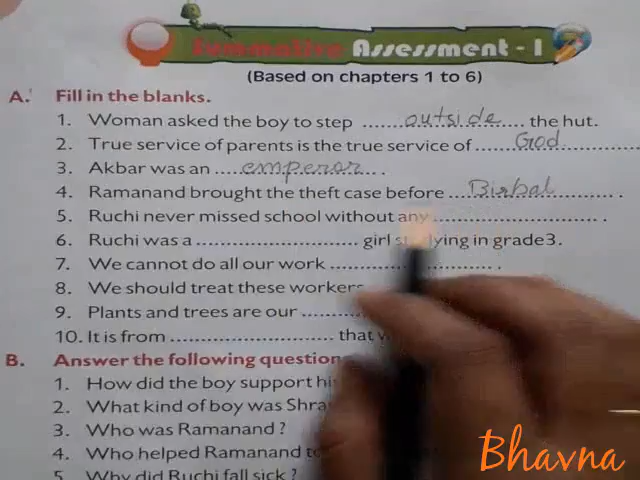 Summative Assessment - I
(Based on chapters 1 to 6)
A. Fill in the blanks.
1. Woman asked the boy to step ....outside.... the hut.
2. True service of parents is the true service of ....God....
3. Akbar was an ....emperor.... .
4. Ramanand brought the theft case before ....Birbal.... .
5. Ruchi never missed school without any .............................. .
6. Ruchi was a .............................. girl studying in grade3.
7. We cannot do all our work .............................. .
8. We should treat these workers
9. Plants and trees are our ..........
10. It is from .............................. that
B. Answer the following question
1. How did the boy support
2. What kind of boy was
3. Who was Ramanand ?
4. Who helped Ramanand
5. Why did Ruchi fall sick ?
Bhavna